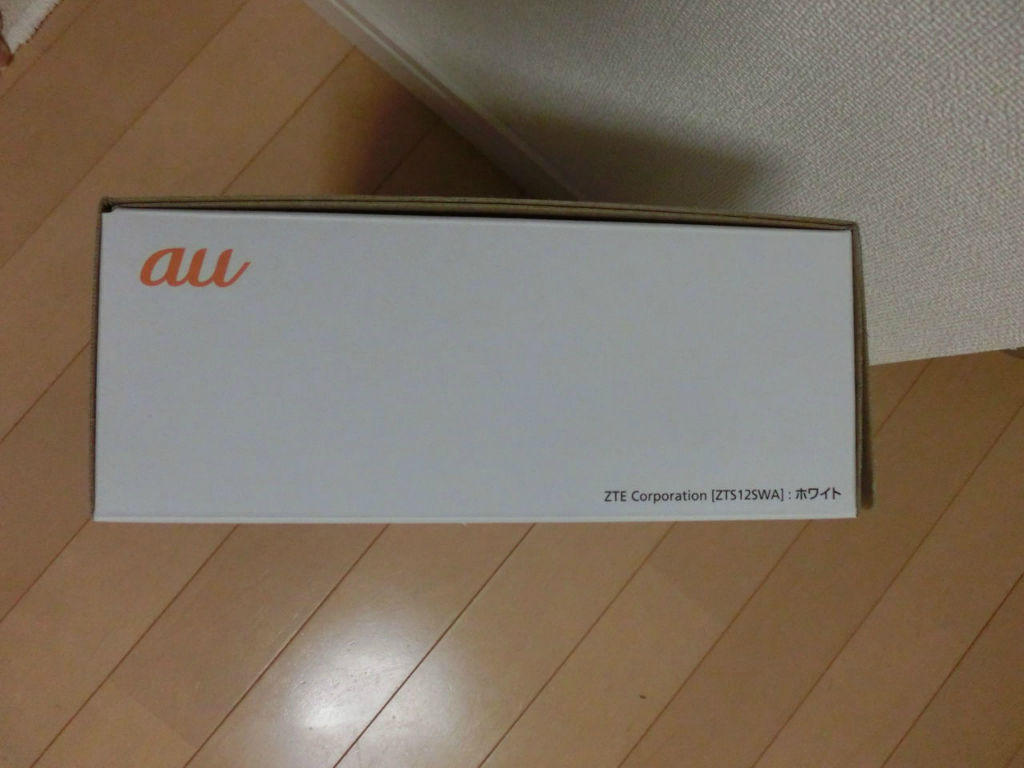 au
ZTE Corporation [ZTS12SWA] : ホワイト